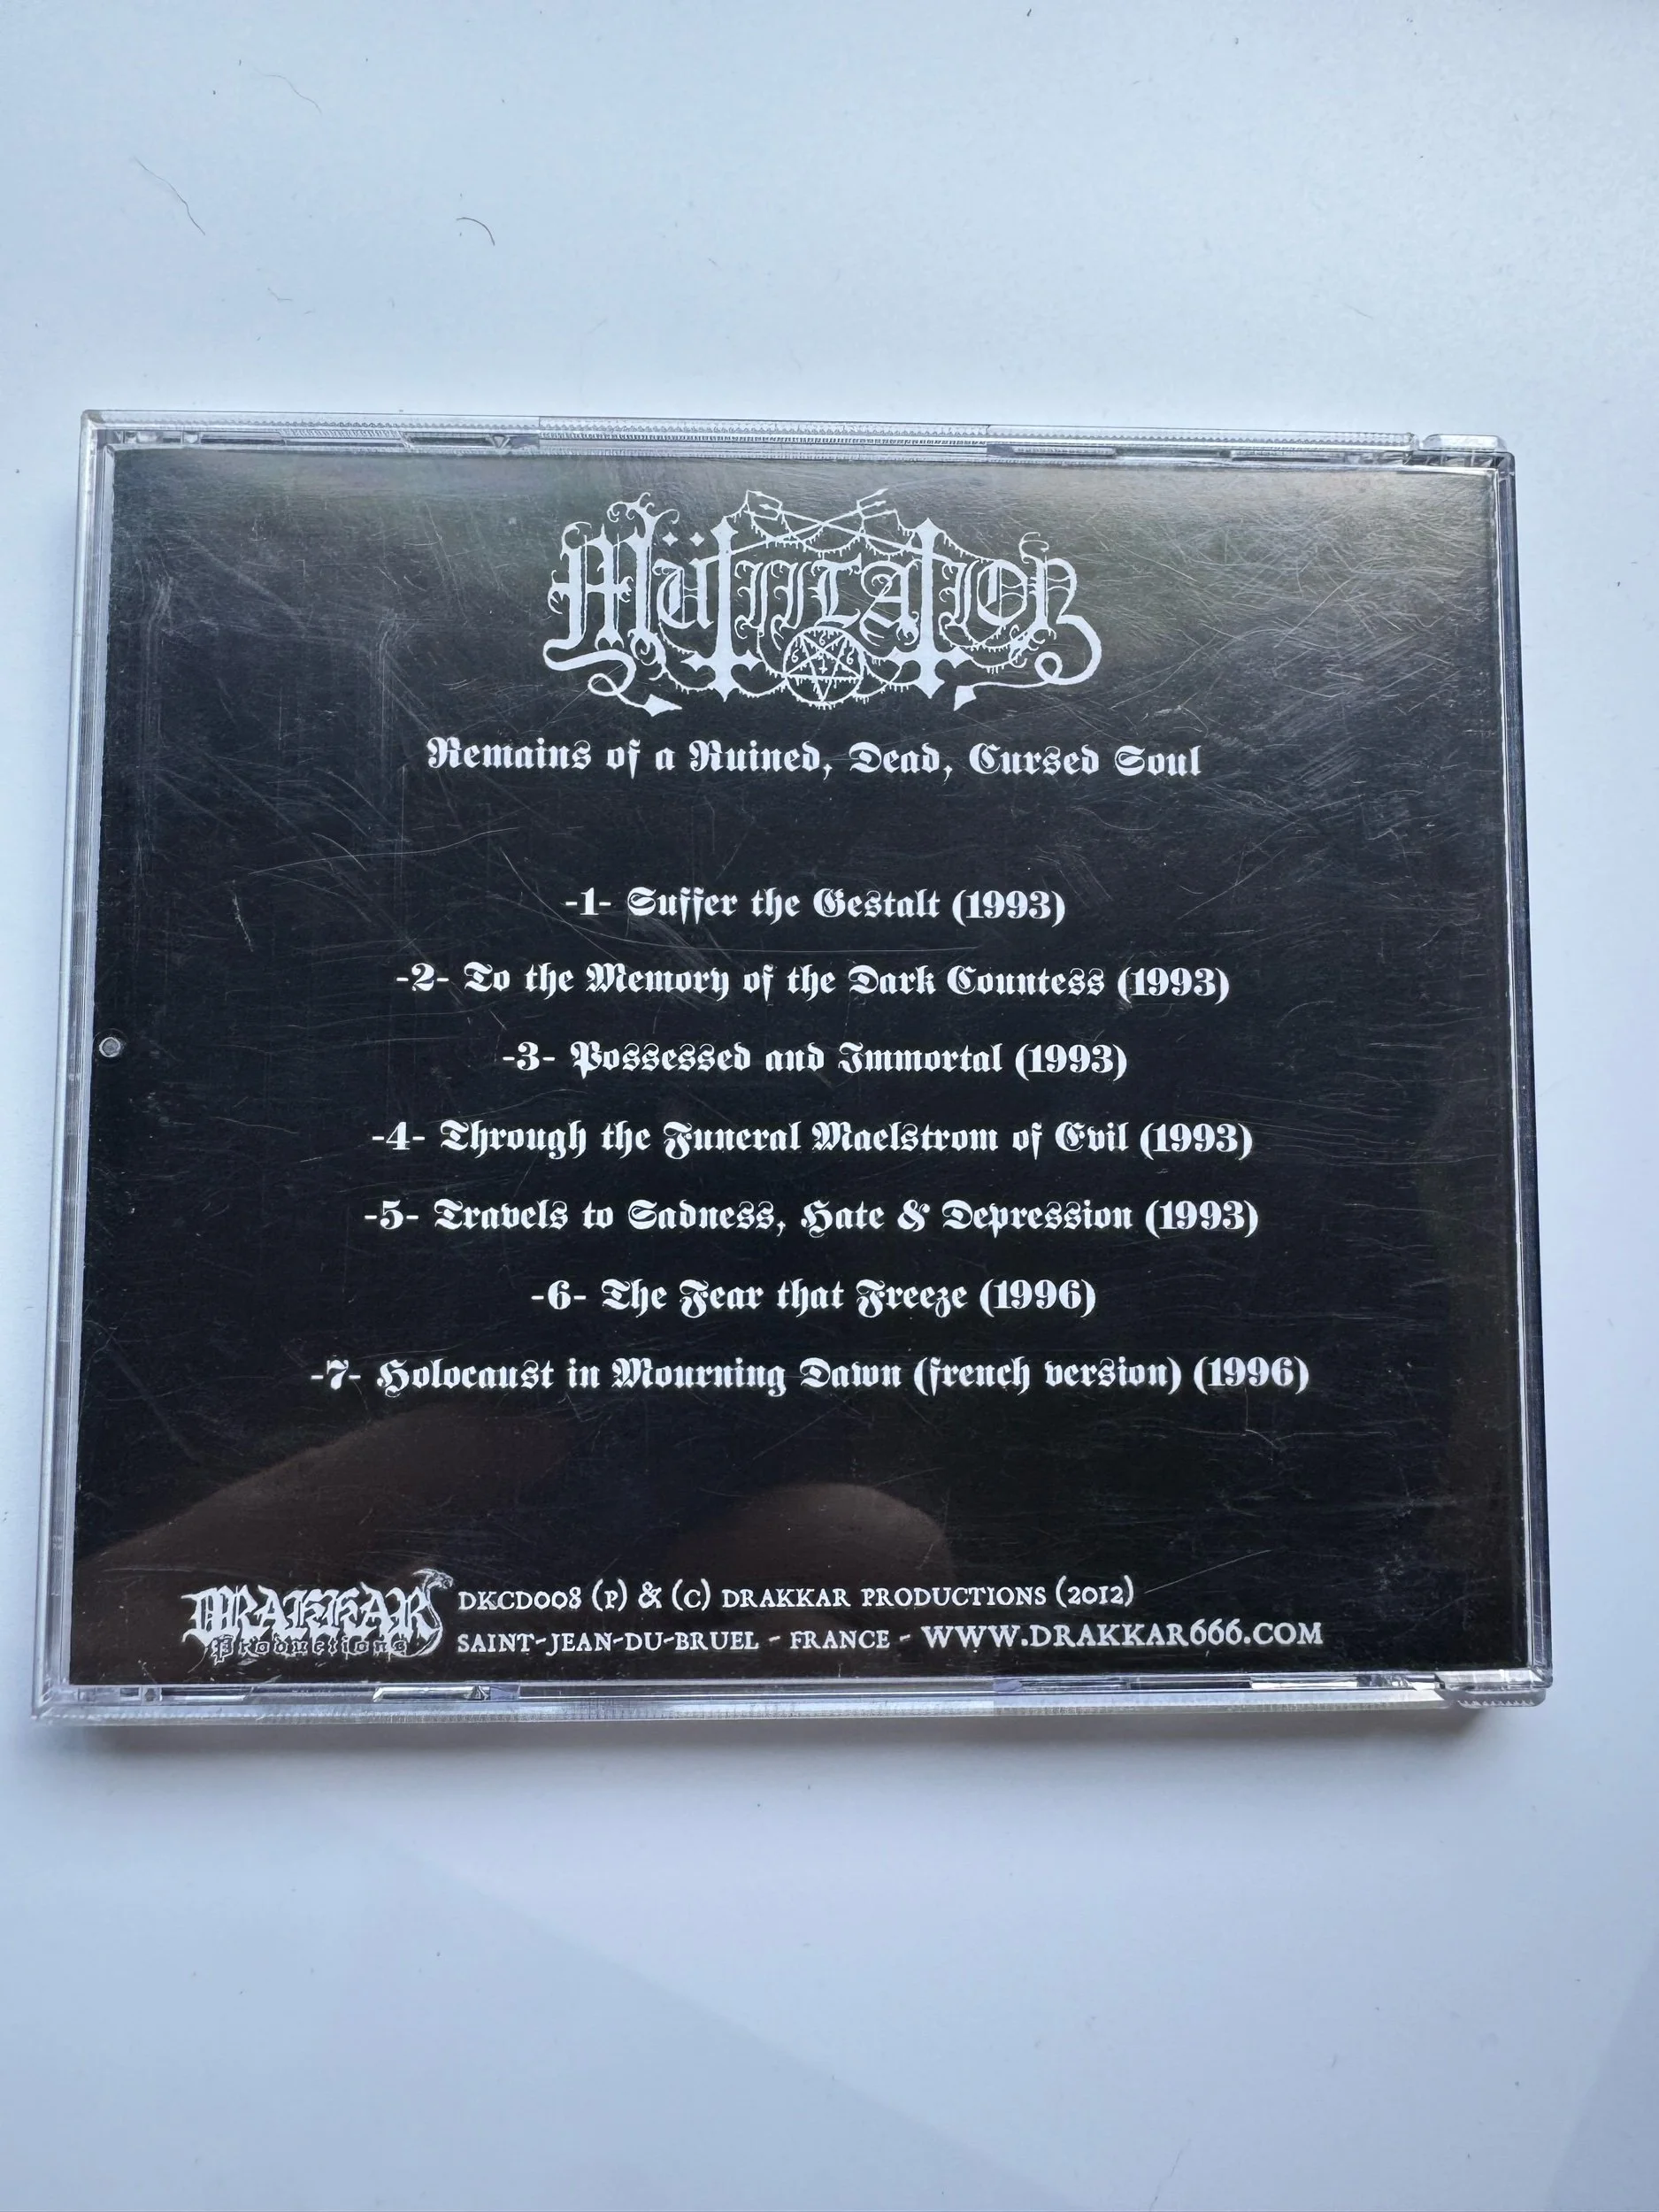 Mütiilation
Remains of a Ruined, Dead, Cursed Soul
-1- Suffer the Gestalt (1993)
-2- To the Memory of the Dark Countess (1993)
-3- Possessed and Immortal (1993)
-4- Through the Funeral Maelstrom of Evil (1993)
-5- Travels to Sadness, Hate & Depression (1993)
-6- The Fear that Freeze (1996)
-7- Holocaust in Mourning Dawn (french version) (1996)
DRAKKAR
Productions
DKCD008 (P) & (C) DRAKKAR PRODUCTIONS (2012)
SAINT-JEAN-DU-BRUEL - FRANCE - WWW.DRAKKAR666.COM